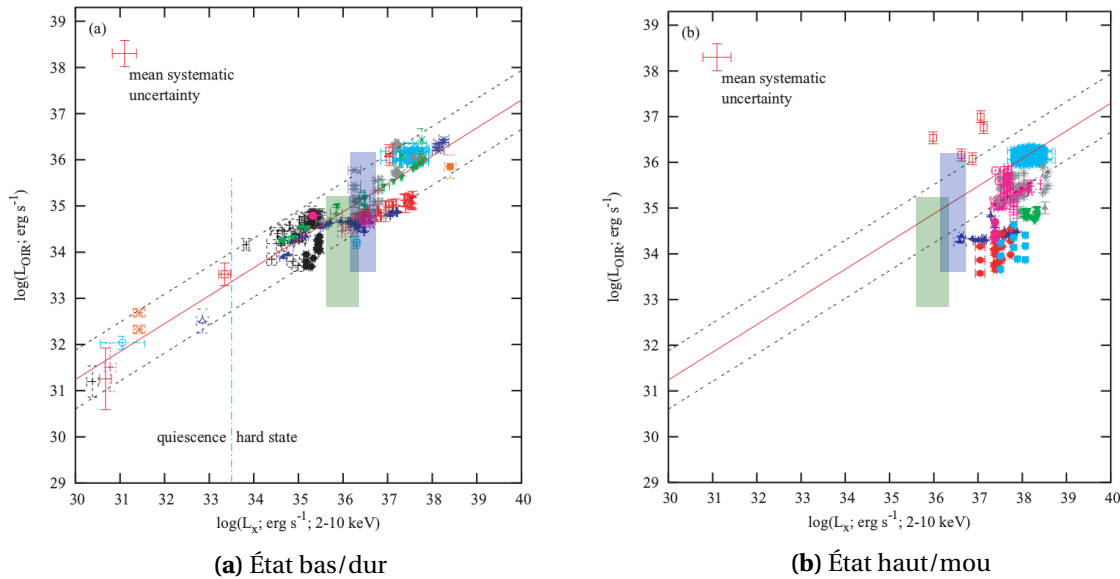 (a)
mean systematic
uncertainty
quiescence
hard state
log(L_OIR; erg s⁻¹)
39
38
37
36
35
34
33
32
31
30
29
30 31 32 33 34 35 36 37 38 39 40
log(L_x; erg s⁻¹; 2-10 keV)
(a) État bas/dur
(b)
mean systematic
uncertainty
log(L_OIR; erg s⁻¹)
39
38
37
36
35
34
33
32
31
30
29
30 31 32 33 34 35 36 37 38 39 40
log(L_x; erg s⁻¹; 2-10 keV)
(b) État haut/mou